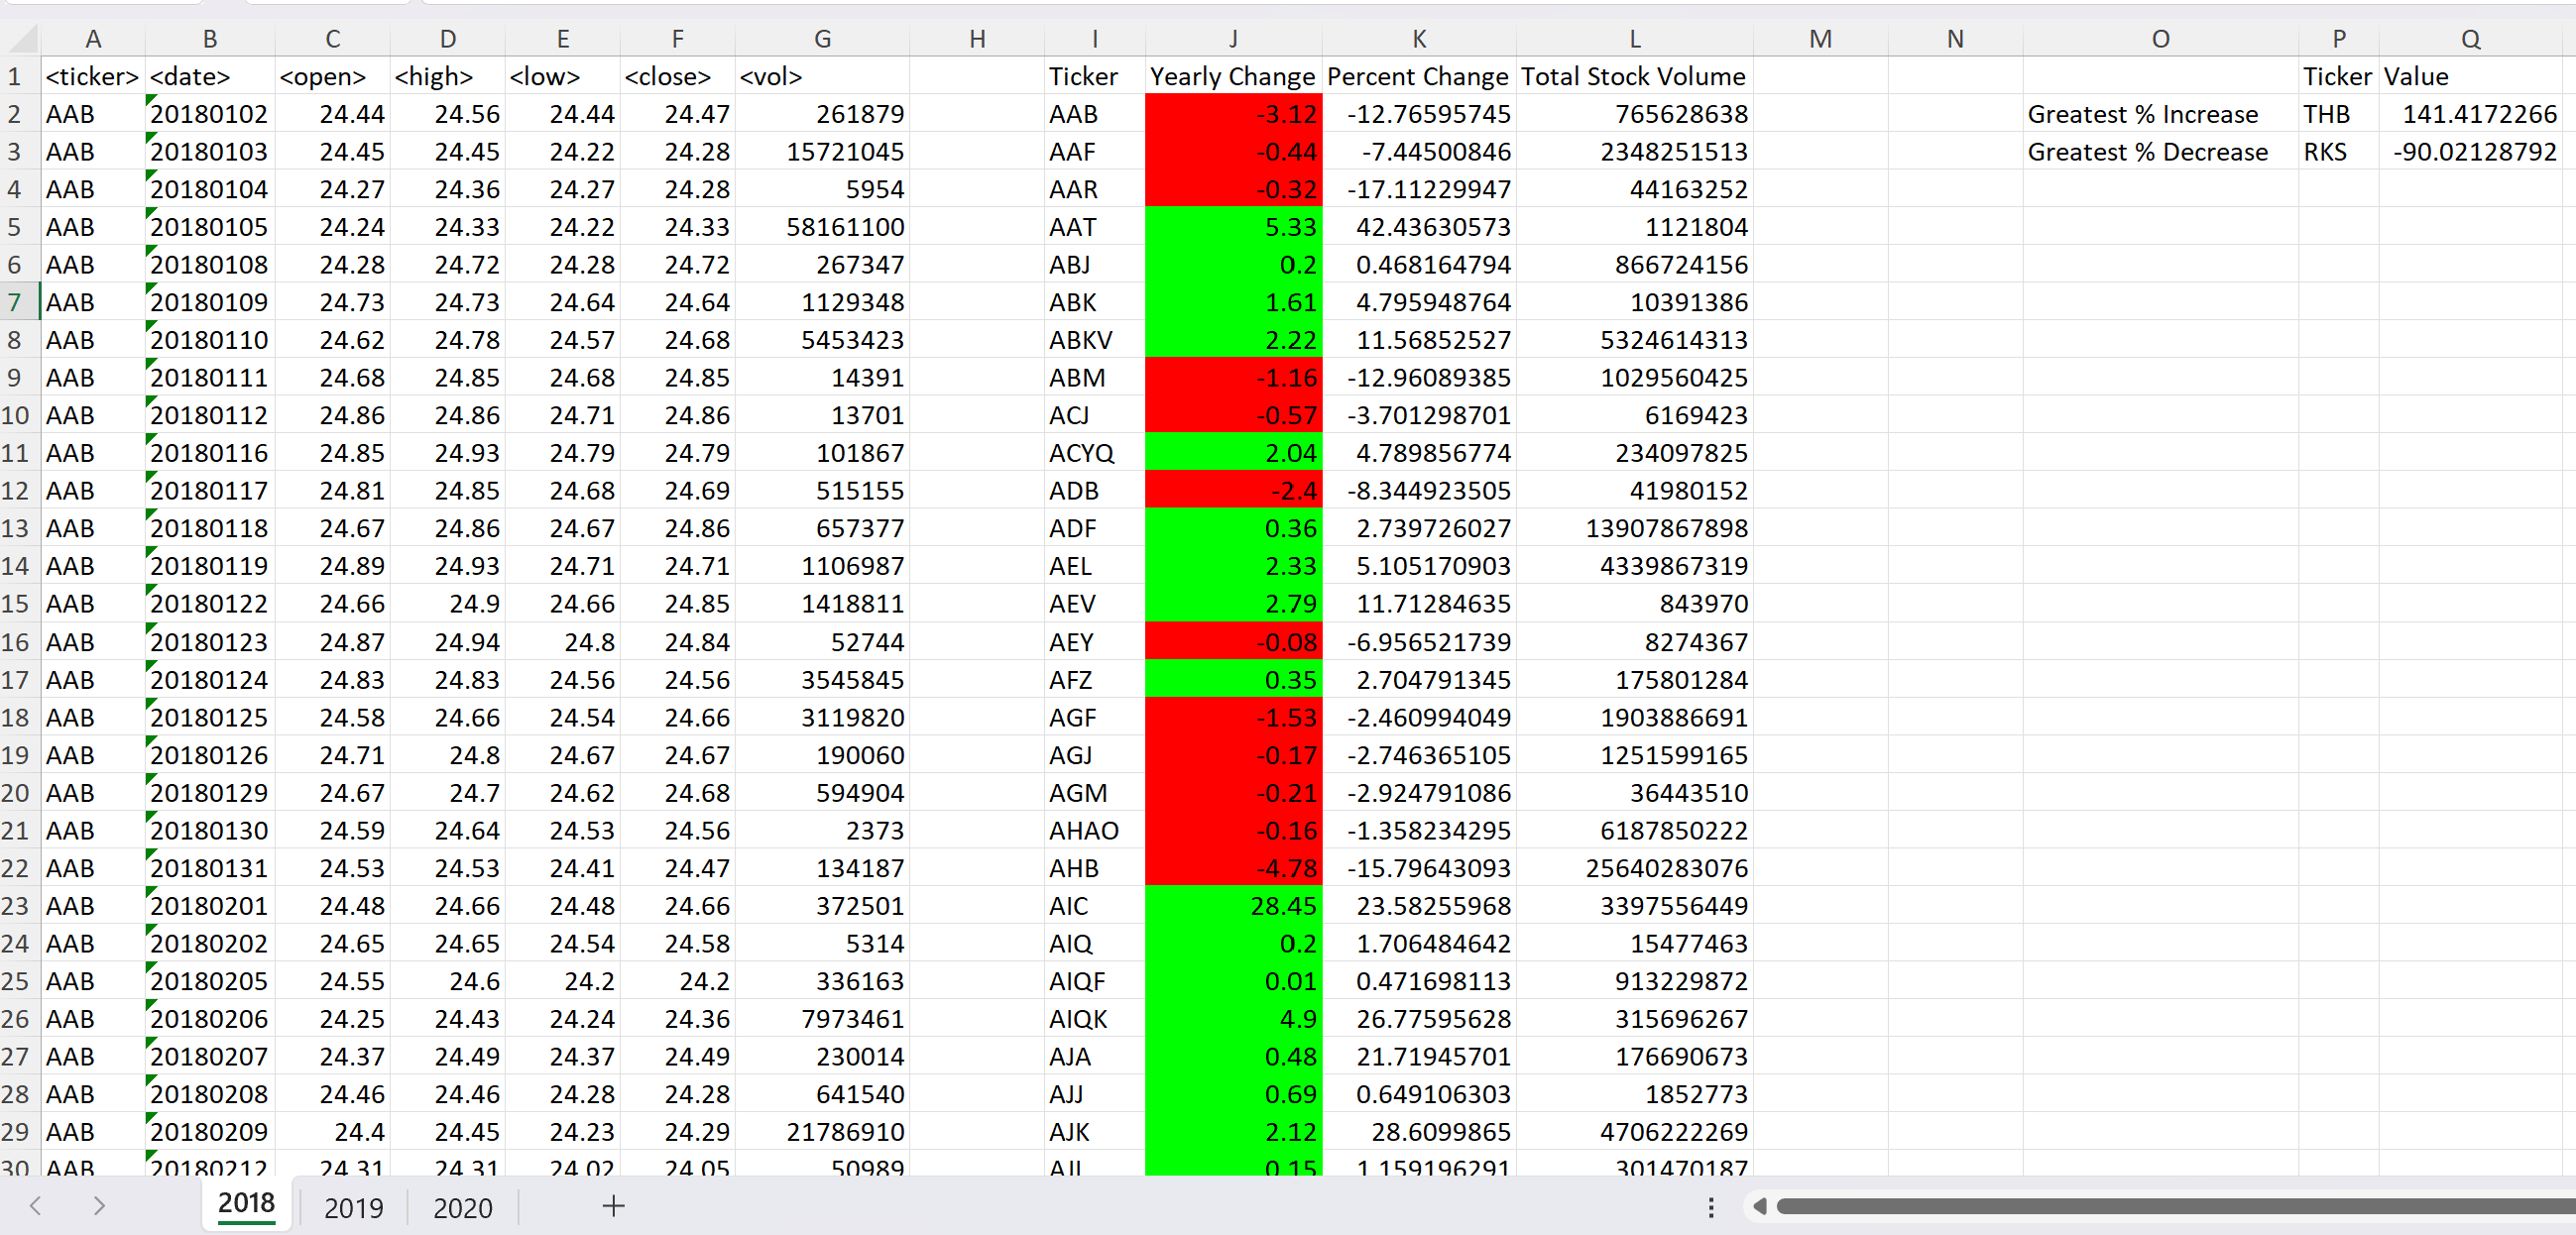 A B C D E F G H I J K L M N O P Q
1 <ticker> <date> <open> <high> <low> <close> <vol> Ticker Yearly Change Percent Change Total Stock Volume Ticker Value
2 AAB 20180102 24.44 24.56 24.44 24.47 261879 AAB -3.12 -12.76595745 765628638 Greatest % Increase THB 141.4172266
3 AAB 20180103 24.45 24.45 24.22 24.28 15721045 AAF -0.44 -7.44500846 2348251513 Greatest % Decrease RKS -90.02128792
4 AAB 20180104 24.27 24.36 24.27 24.28 5954 AAR -0.32 -17.11229947 44163252
5 AAB 20180105 24.24 24.33 24.22 24.33 58161100 AAT 5.33 42.43630573 1121804
6 AAB 20180108 24.28 24.72 24.28 24.72 267347 ABJ 0.2 0.468164794 866724156
7 AAB 20180109 24.73 24.73 24.64 24.64 1129348 ABK 1.61 4.795948764 10391386
8 AAB 20180110 24.62 24.78 24.57 24.68 5453423 ABKV 2.22 11.56852527 5324614313
9 AAB 20180111 24.68 24.85 24.68 24.85 14391 ABM -1.16 -12.96089385 1029560425
10 AAB 20180112 24.86 24.86 24.71 24.86 13701 ACJ -0.57 -3.701298701 6169423
11 AAB 20180116 24.85 24.93 24.79 24.79 101867 ACYQ 2.04 4.789856774 234097825
12 AAB 20180117 24.81 24.85 24.68 24.69 515155 ADB -2.4 -8.344923505 41980152
13 AAB 20180118 24.67 24.86 24.67 24.86 657377 ADF 0.36 2.739726027 13907867898
14 AAB 20180119 24.89 24.93 24.71 24.71 1106987 AEL 2.33 5.105170903 4339867319
15 AAB 20180122 24.66 24.9 24.66 24.85 1418811 AEV 2.79 11.71284635 843970
16 AAB 20180123 24.87 24.94 24.8 24.84 52744 AEY -0.08 -6.956521739 8274367
17 AAB 20180124 24.83 24.83 24.56 24.56 3545845 AFZ 0.35 2.704791345 175801284
18 AAB 20180125 24.58 24.66 24.54 24.66 3119820 AGF -1.53 -2.460994049 1903886691
19 AAB 20180126 24.71 24.8 24.67 24.67 190060 AGJ -0.17 -2.746365105 1251599165
20 AAB 20180129 24.67 24.7 24.62 24.68 594904 AGM -0.21 -2.924791086 36443510
21 AAB 20180130 24.59 24.64 24.53 24.56 2373 AHAO -0.16 -1.358234295 6187850222
22 AAB 20180131 24.53 24.53 24.41 24.47 134187 AHB -4.78 -15.79643093 25640283076
23 AAB 20180201 24.48 24.66 24.48 24.66 372501 AIC 28.45 23.58255968 3397556449
24 AAB 20180202 24.65 24.65 24.54 24.58 5314 AIQ 0.2 1.706484642 15477463
25 AAB 20180205 24.55 24.6 24.2 24.2 336163 AIQF 0.01 0.471698113 913229872
26 AAB 20180206 24.25 24.43 24.24 24.36 7973461 AIQK 4.9 26.77595628 315696267
27 AAB 20180207 24.37 24.49 24.37 24.49 230014 AJA 0.48 21.71945701 176690673
28 AAB 20180208 24.46 24.46 24.28 24.28 641540 AJJ 0.69 0.649106303 1852773
29 AAB 20180209 24.4 24.45 24.23 24.29 21786910 AJK 2.12 28.6099865 4706222269
30 AAB 20180212 24.31 24.31 24.02 24.05 50989 0.15 1.159196291 301470187
2018 2019 2020